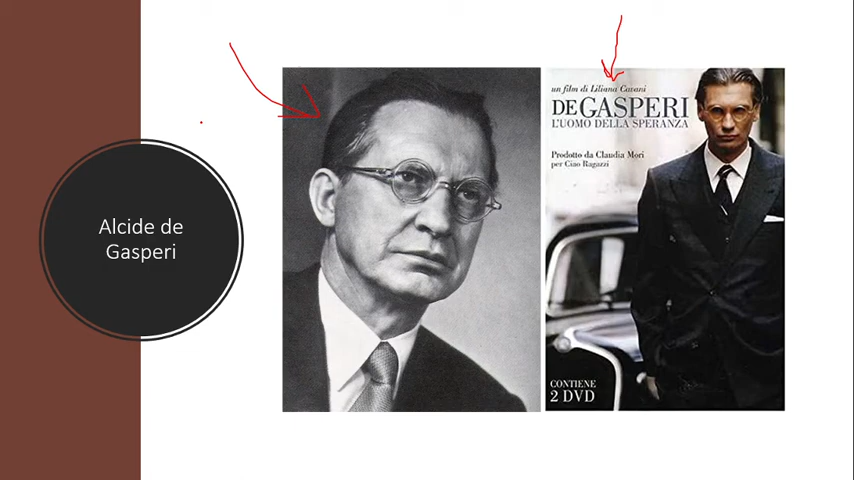 Alcide de
Gasperi
un film di Liliana Cavani
DE GASPERI
L'UOMO DELLA SPERANZA
Prodotto da Claudia Mori
per Ciao Ragazzi
CONTIENE
2 DVD